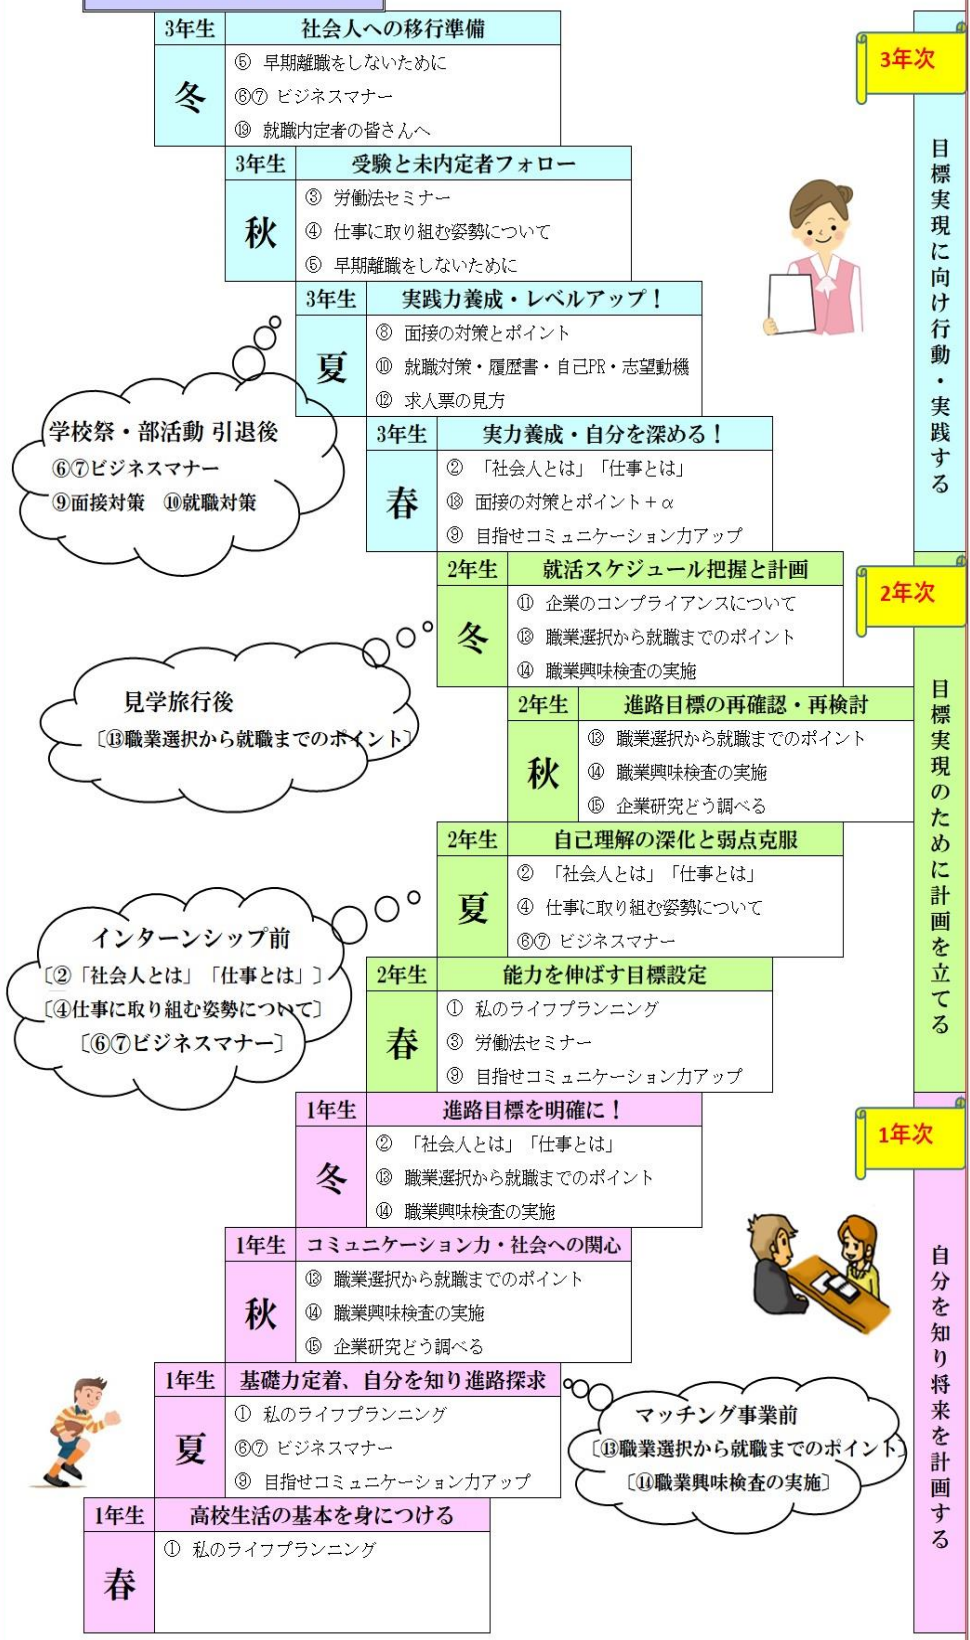 3年生 社会人への移行準備
冬
⑤ 早期離職をしないために
⑥⑦ ビジネスマナー
⑲ 就職内定者の皆さんへ
3年次
目標実現に向け行動・実践する
3年生 受験と未内定者フォロー
秋
③ 労働法セミナー
④ 仕事に取り組む姿勢について
⑤ 早期離職をしないために
3年生 実践力養成・レベルアップ！
夏
⑧ 面接の対策とポイント
⑩ 就職対策・履歴書・自己PR・志望動機
⑫ 求人票の見方
学校祭・部活動 引退後
⑥⑦ビジネスマナー
⑨面接対策 ⑩就職対策
3年生 実力養成・自分を深める！
春
② 「社会人とは」「仕事とは」
⑱ 面接の対策とポイント＋α
⑨ 目指せコミュニケーション力アップ
2年生 就活スケジュール把握と計画
冬
⑪ 企業のコンプライアンスについて
⑬ 職業選択から就職までのポイント
⑭ 職業興味検査の実施
2年次
目標実現のために計画を立てる
見学旅行後
〔⑬職業選択から就職までのポイント〕
2年生 進路目標の再確認・再検討
秋
⑬ 職業選択から就職までのポイント
⑭ 職業興味検査の実施
⑮ 企業研究どう調べる
2年生 自己理解の深化と弱点克服
夏
② 「社会人とは」「仕事とは」
④ 仕事に取り組む姿勢について
⑥⑦ ビジネスマナー
インターンシップ前
〔②「社会人とは」「仕事とは」〕
〔④仕事に取り組む姿勢について〕
〔⑥⑦ビジネスマナー〕
2年生 能力を伸ばす目標設定
春
① 私のライフプランニング
③ 労働法セミナー
⑨ 目指せコミュニケーション力アップ
1年生 進路目標を明確に！
冬
② 「社会人とは」「仕事とは」
⑬ 職業選択から就職までのポイント
⑭ 職業興味検査の実施
1年次
自分を知り将来を計画する
1年生 コミュニケーション力・社会への関心
秋
⑬ 職業選択から就職までのポイント
⑭ 職業興味検査の実施
⑮ 企業研究どう調べる
1年生 基礎力定着、自分を知り進路探求
夏
① 私のライフプランニング
⑥⑦ ビジネスマナー
⑨ 目指せコミュニケーション力アップ
マッチング事業前
〔⑬職業選択から就職までのポイント〕
〔⑭職業興味検査の実施〕
1年生 高校生活の基本を身につける
春
① 私のライフプランニング